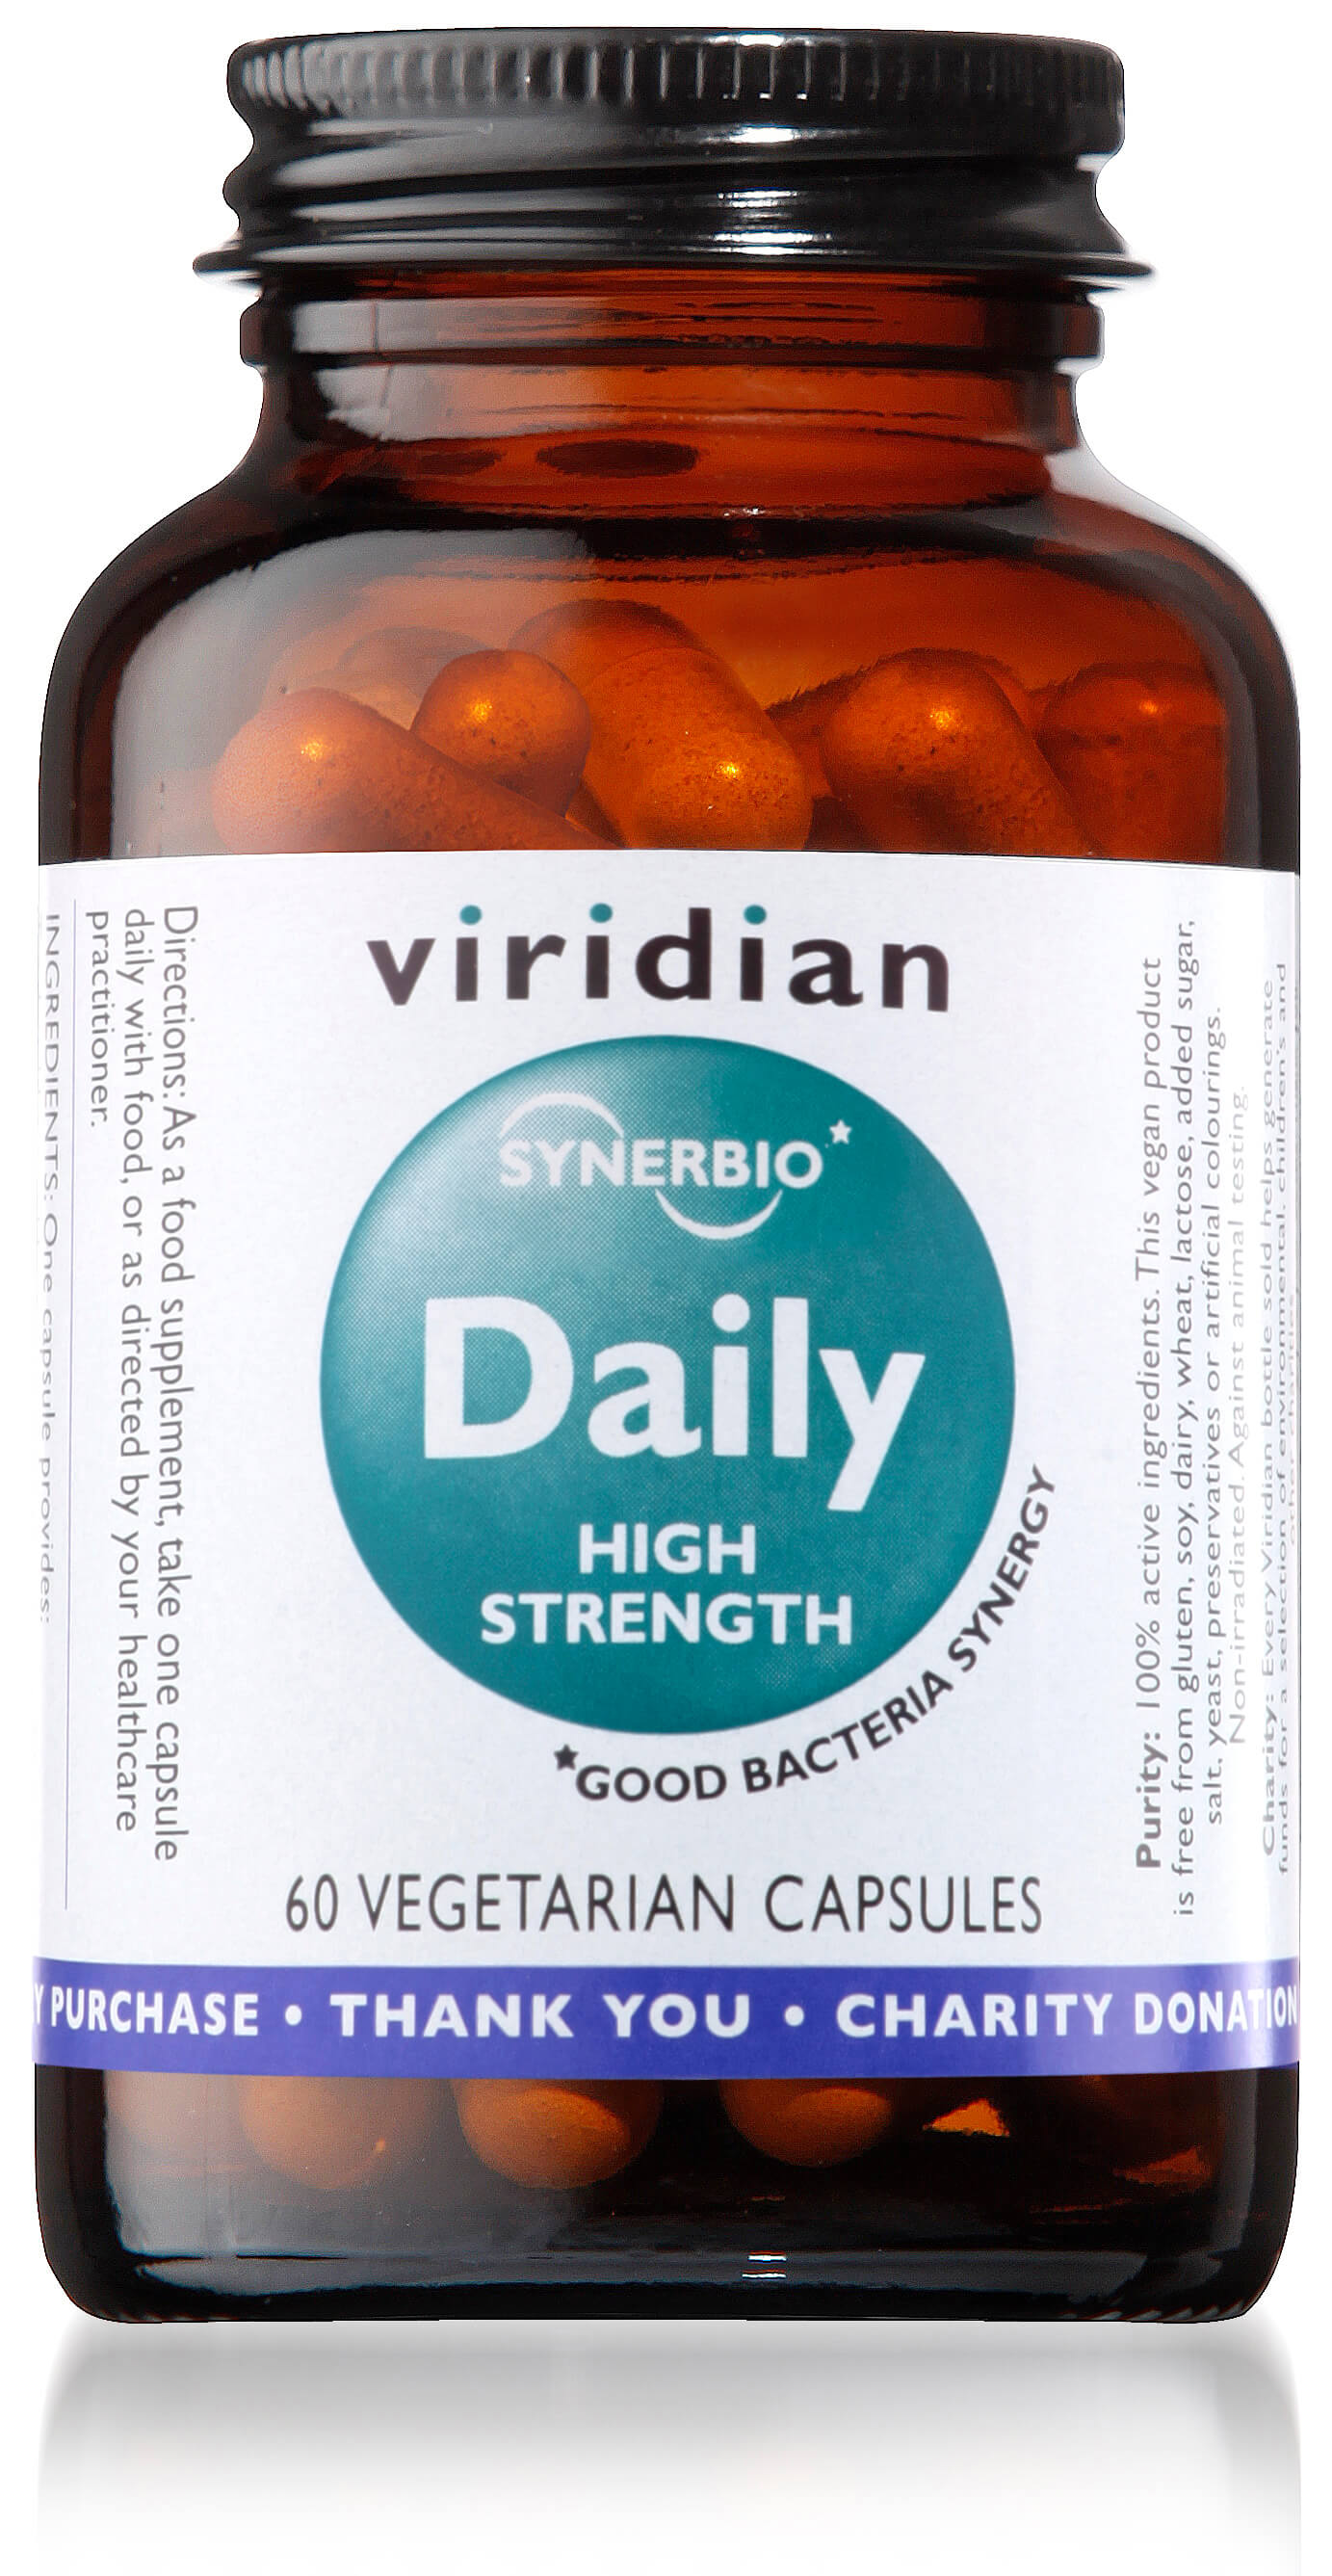 viridian
SYNERBIO*
Daily
HIGH
STRENGTH
*GOOD BACTERIA SYNERGY
60 VEGETARIAN CAPSULES
PURCHASE • THANK YOU • CHARITY DONATION
Directions: As a food supplement, take one capsule
daily with food, or as directed by your healthcare
practitioner.
INGREDIENTS: One capsule provides:
Purity: 100% active ingredients. This vegan product
is free from gluten, soy, dairy, wheat, lactose, added sugar,
salt, yeast, preservatives or artificial colourings.
Non-irradiated. Against animal testing.
Charity: Every Viridian bottle sold helps generate
funds for a selection of environmental, children's and
other charities.